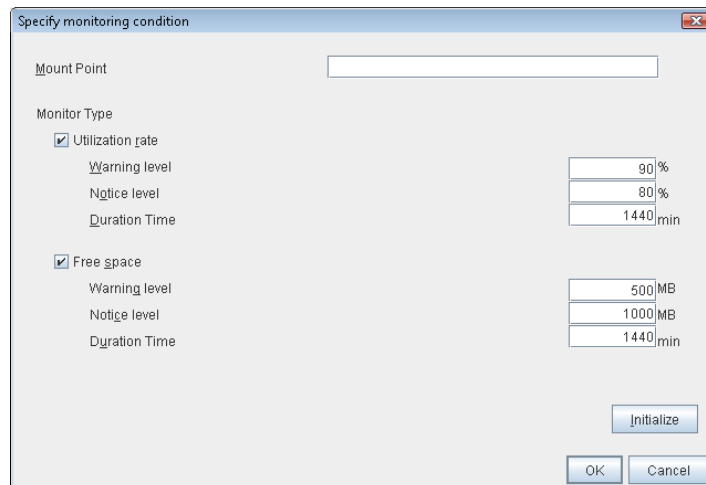 Specify monitoring condition
Mount Point
Monitor Type
Utilization rate
Warning level 90 %
Notice level 80 %
Duration Time 1440 min
Free space
Warning level 500 MB
Notice level 1000 MB
Duration Time 1440 min
Initialize
OK Cancel